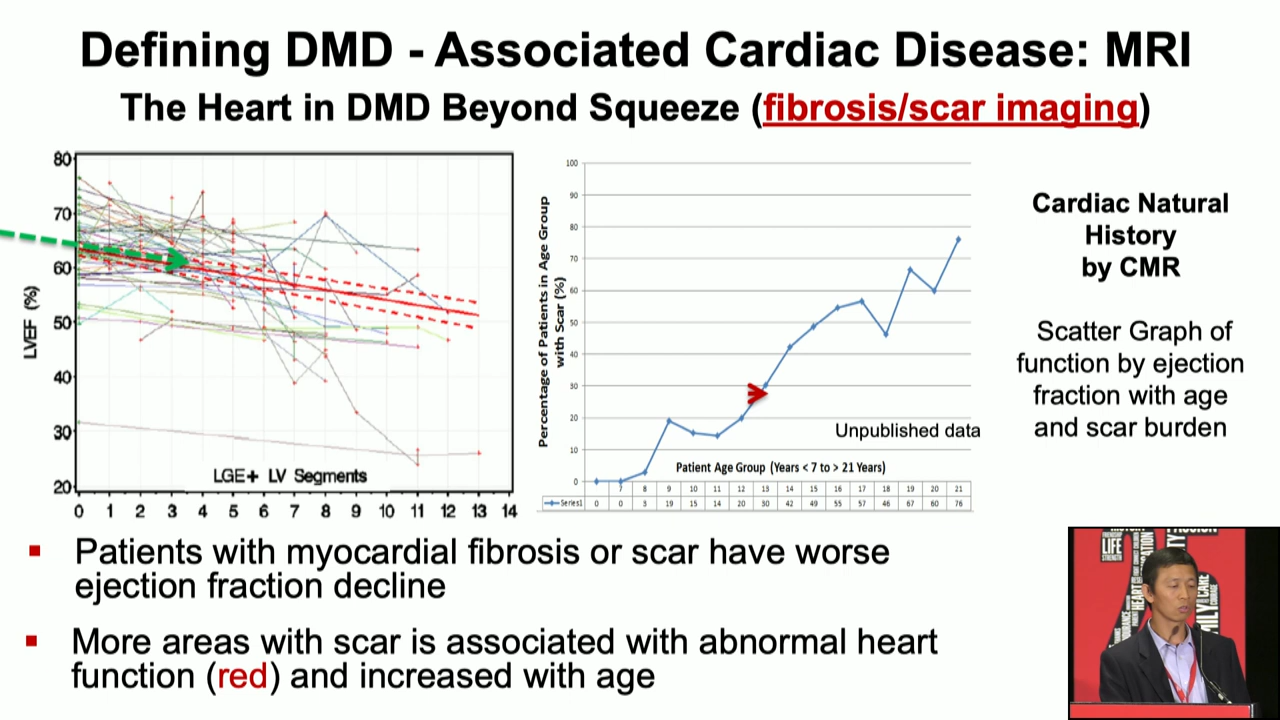 Defining DMD - Associated Cardiac Disease: MRI
The Heart in DMD Beyond Squeeze (fibrosis/scar imaging)
80
70
60
50
40
30
20
LVEF (%)
LGE+ LV Segments
0 1 2 3 4 5 6 7 8 9 10 11 12 13 14
Percentage of Patients in Age Group
with Scar (%)
100
90
80
70
60
50
40
30
20
10
0
Unpublished data
Patient Age Group (Years < 7 to > 21 Years)
7 8 9 10 11 12 13 14 15 16 17 18 19 20 21
Series1 0 0 3 19 15 14 20 30 42 49 55 57 46 67 60 76
Cardiac Natural
History
by CMR
Scatter Graph of
function by ejection
fraction with age
and scar burden
▪ Patients with myocardial fibrosis or scar have worse
ejection fraction decline
▪ More areas with scar is associated with abnormal heart
function (red) and increased with age
LIFE
STRENGTH
HEART
CARE
COURAGE